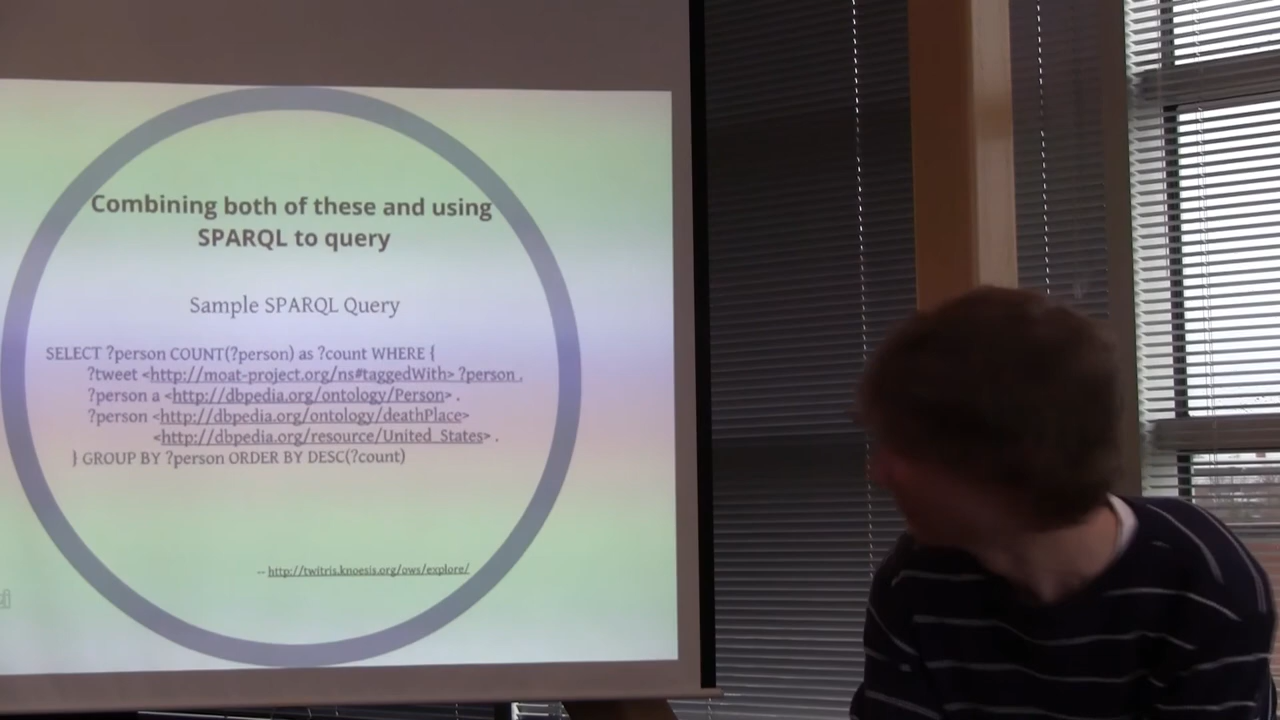 Combining both of these and using
SPARQL to query
Sample SPARQL Query
SELECT ?person COUNT(?person) as ?count WHERE {
?tweet <http://moat-project.org/ns#taggedWith> ?person .
?person a <http://dbpedia.org/ontology/Person> .
?person <http://dbpedia.org/ontology/deathPlace>
<http://dbpedia.org/resource/United_States> .
} GROUP BY ?person ORDER BY DESC(?count)
-- http://twitris.knoesis.org/ows/explore/